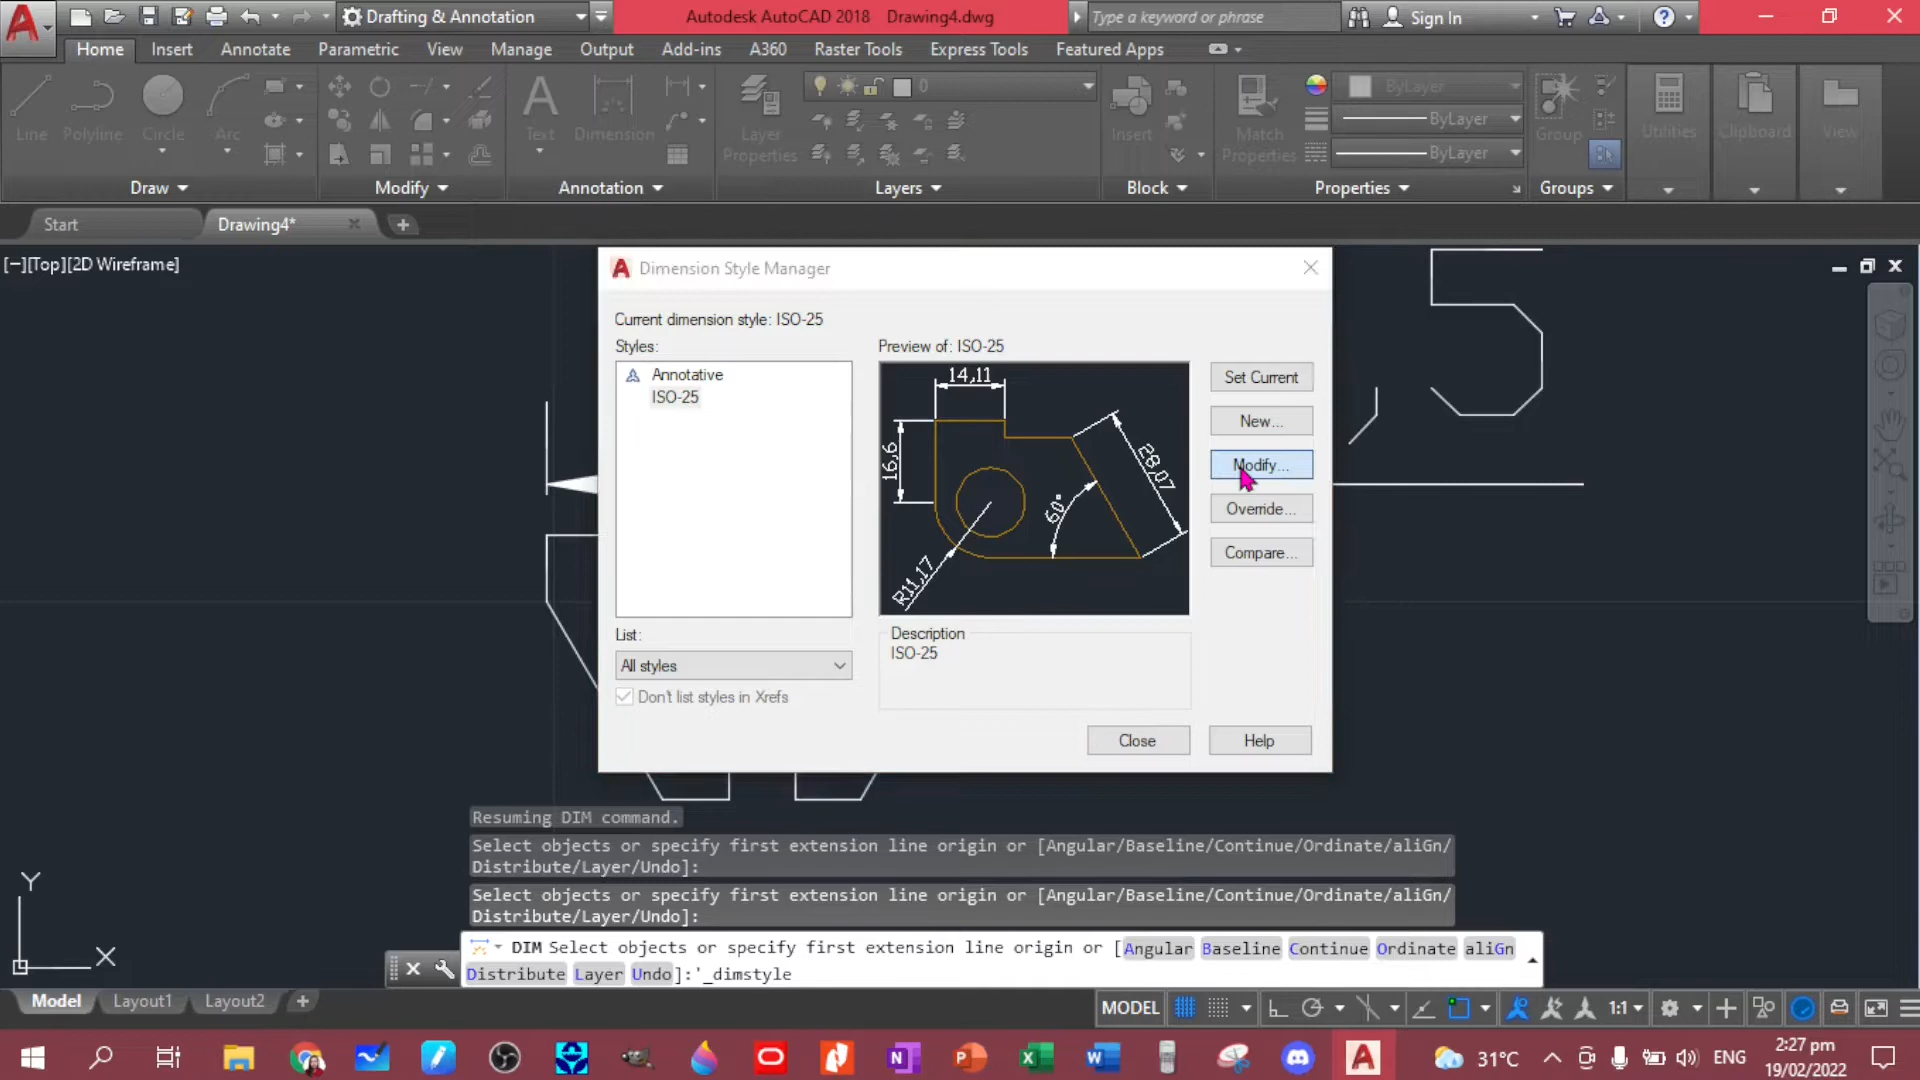 Drafting & Annotation
Autodesk AutoCAD 2018 Drawing4.dwg
Type a keyword or phrase
Sign In
Home Insert Annotate Parametric View Manage Output Add-ins A360 Raster Tools Express Tools Featured Apps
0
ByLayer
ByLayer
ByLayer
Line Polyline Circle Arc
Text Dimension
Layer Properties
Insert
Match Properties
Group
Utilities Clipboard View
Draw Modify Annotation Layers Block Properties Groups
Start Drawing4*
[−][Top][2D Wireframe]
Dimension Style Manager
Current dimension style: ISO-25
Styles:
Preview of: ISO-25
Annotative
ISO-25
14,11
16,6
28,07
60°
R11,17
Set Current
New...
Modify...
Override...
Compare...
List:
All styles
Don't list styles in Xrefs
Description
ISO-25
Close Help
,5
Resuming DIM command.
Select objects or specify first extension line origin or [Angular/Baseline/Continue/Ordinate/aliGn/
Distribute/Layer/Undo]:
Select objects or specify first extension line origin or [Angular/Baseline/Continue/Ordinate/aliGn/
Distribute/Layer/Undo]:
DIM Select objects or specify first extension line origin or [Angular Baseline Continue Ordinate aliGn
Distribute Layer Undo]:'_dimstyle
Y
X
Model Layout1 Layout2
MODEL 1:1
31°C ENG
2:27 pm
19/02/2022